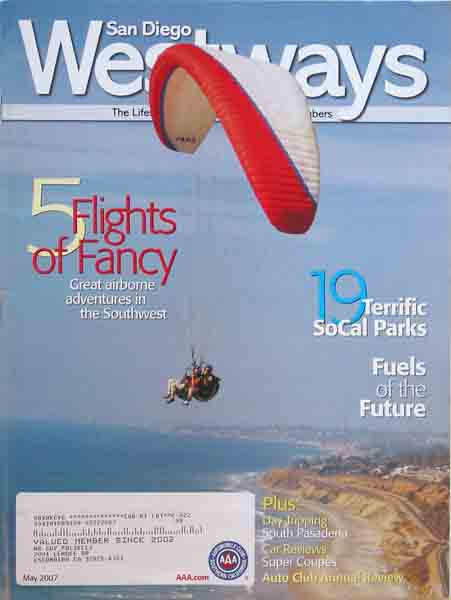 San Diego
Westways
The
5 Flights
of Fancy
Great airborne
adventures in
the Southwest
19 Terrific
SoCal Parks
Fuels
of the
Future
Plus:
Day Tripping
South Pasadena
Car Reviews
Super Coupes
Auto Club Annual Review
VALUED MEMBER SINCE 2002
AAA
May 2007
AAA.com